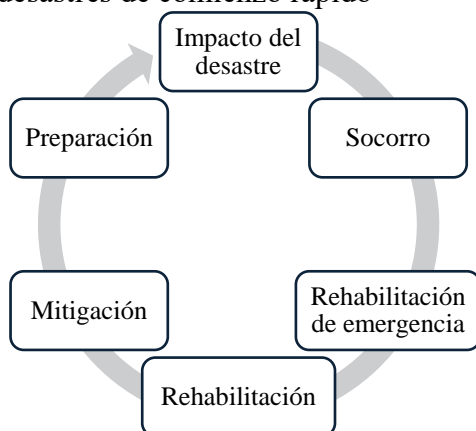 desastres de comienzo rápido
Impacto del
desastre
Socorro
Rehabilitación
de emergencia
Rehabilitación
Mitigación
Preparación